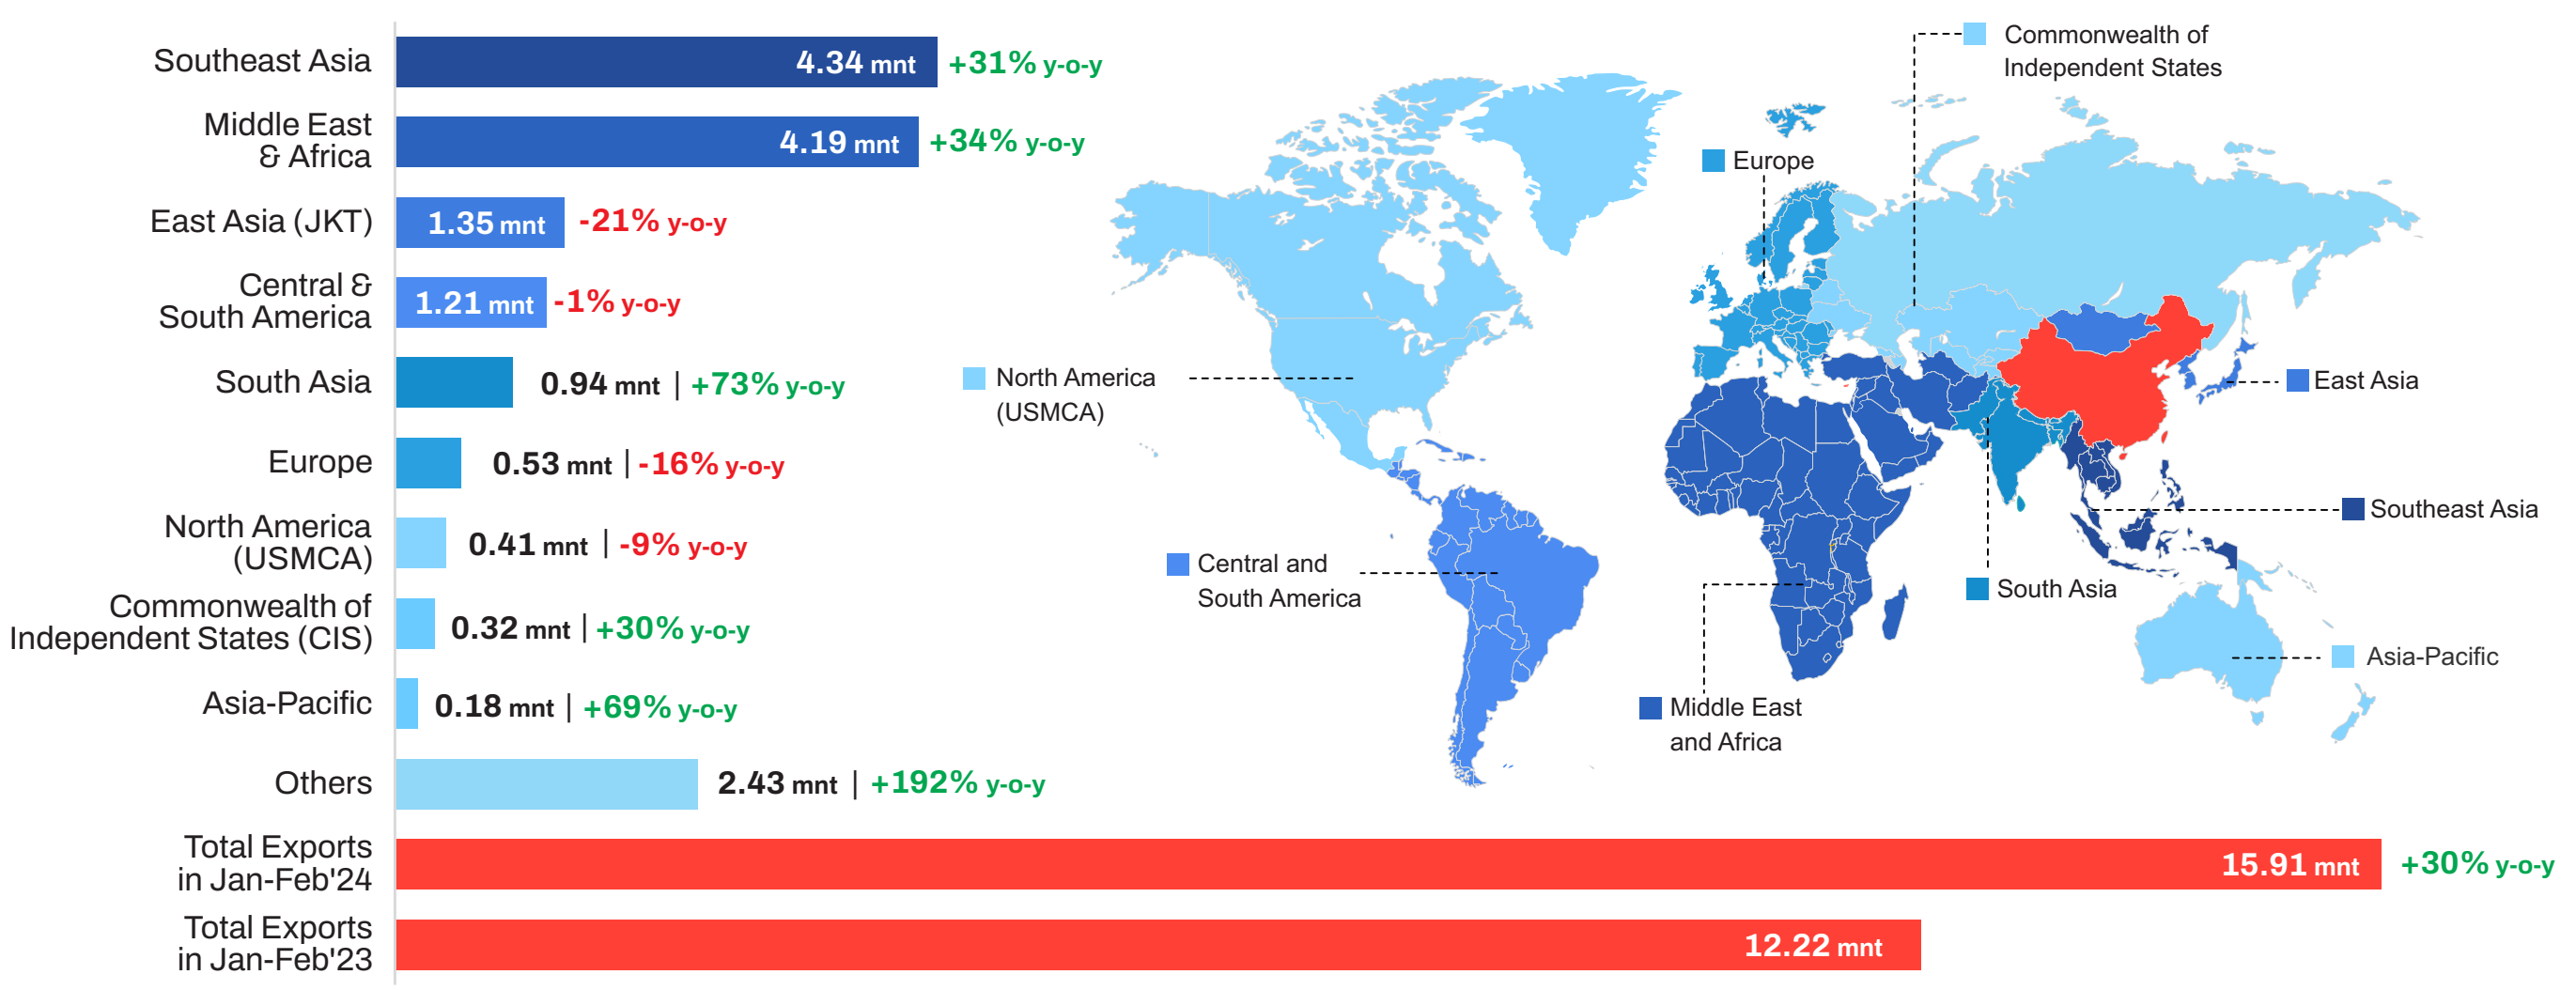 Southeast Asia
4.34 mnt
+31% y-o-y
Middle East
& Africa
4.19 mnt
+34% y-o-y
East Asia (JKT)
1.35 mnt
-21% y-o-y
Central &
South America
1.21 mnt
-1% y-o-y
South Asia
0.94 mnt | +73% y-o-y
Europe
0.53 mnt | -16% y-o-y
North America
(USMCA)
0.41 mnt | -9% y-o-y
Commonwealth of
Independent States (CIS)
0.32 mnt | +30% y-o-y
Asia-Pacific
0.18 mnt | +69% y-o-y
Others
2.43 mnt | +192% y-o-y
Total Exports
in Jan-Feb'24
15.91 mnt
+30% y-o-y
Total Exports
in Jan-Feb'23
12.22 mnt
Commonwealth of
Independent States
Europe
North America
(USMCA)
East Asia
Southeast Asia
Central and
South America
South Asia
Asia-Pacific
Middle East
and Africa